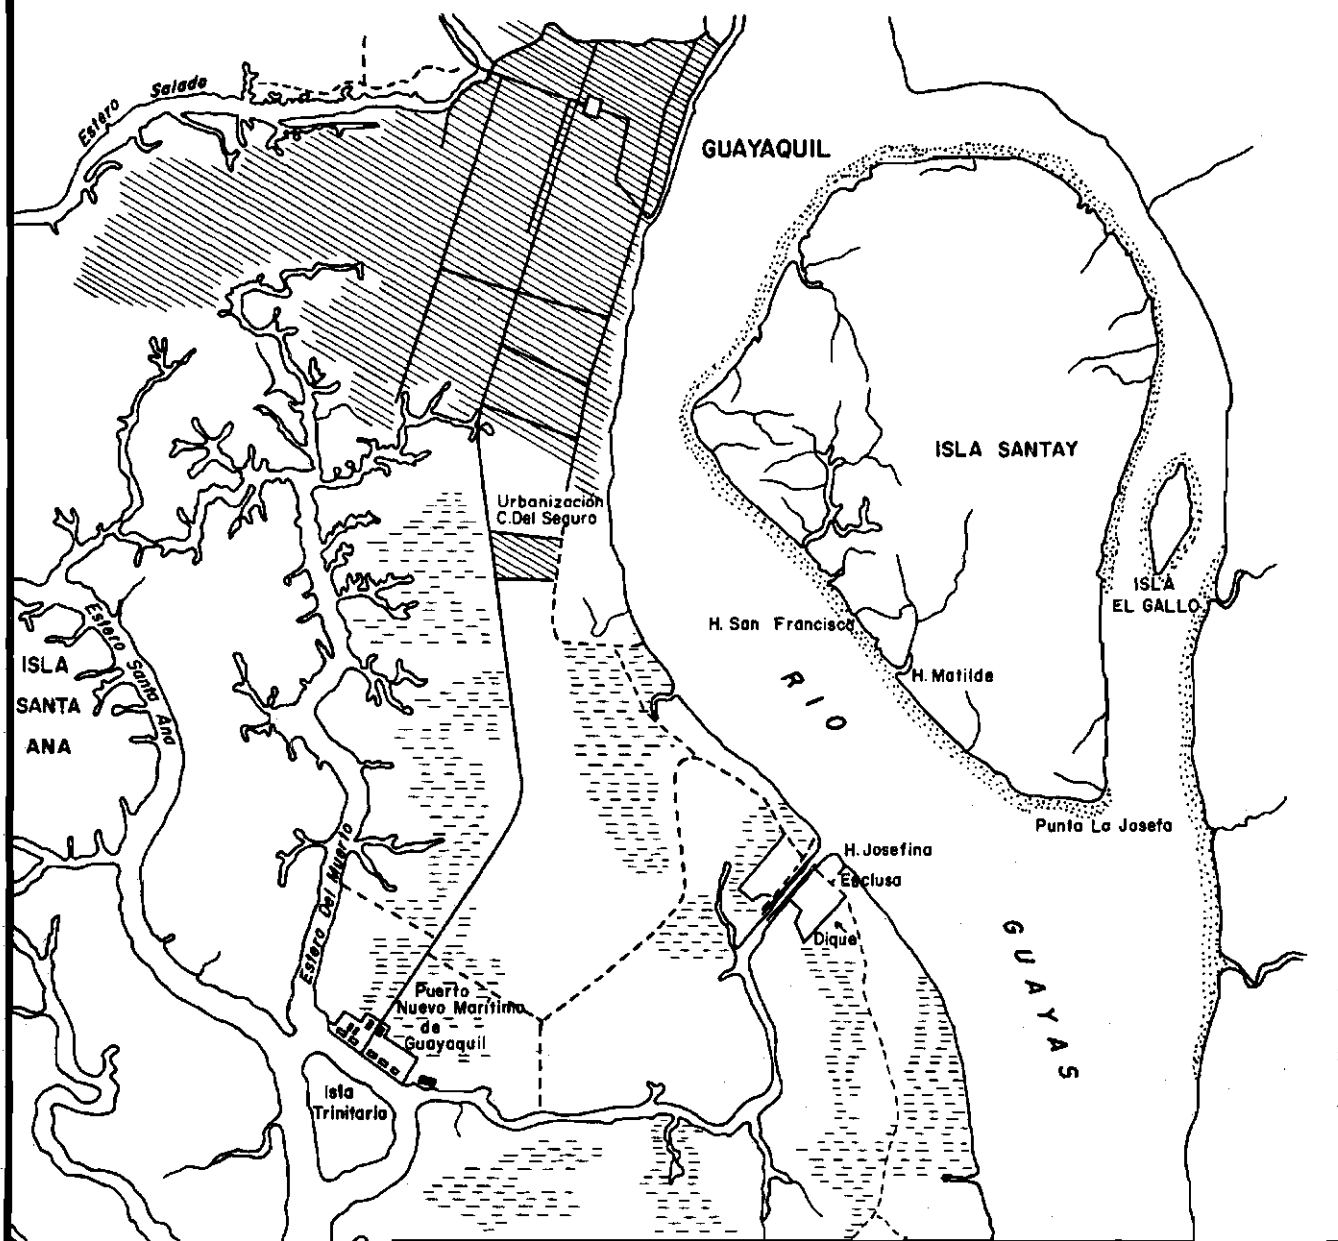 Estero Salado
GUAYAQUIL
ISLA SANTAY
Urbanización
C.Del Seguro
ISLA
EL GALLO
H. San Francisco
Estero Santa Ana
ISLA
SANTA
ANA
H. Matilde
RIO
Punta La Josefa
H. Josefina
Esclusa
Estero Del Muerto
Dique
GUAYAS
Puerto
Nuevo Marítimo
de
Guayaquil
Isla
Trinitaria